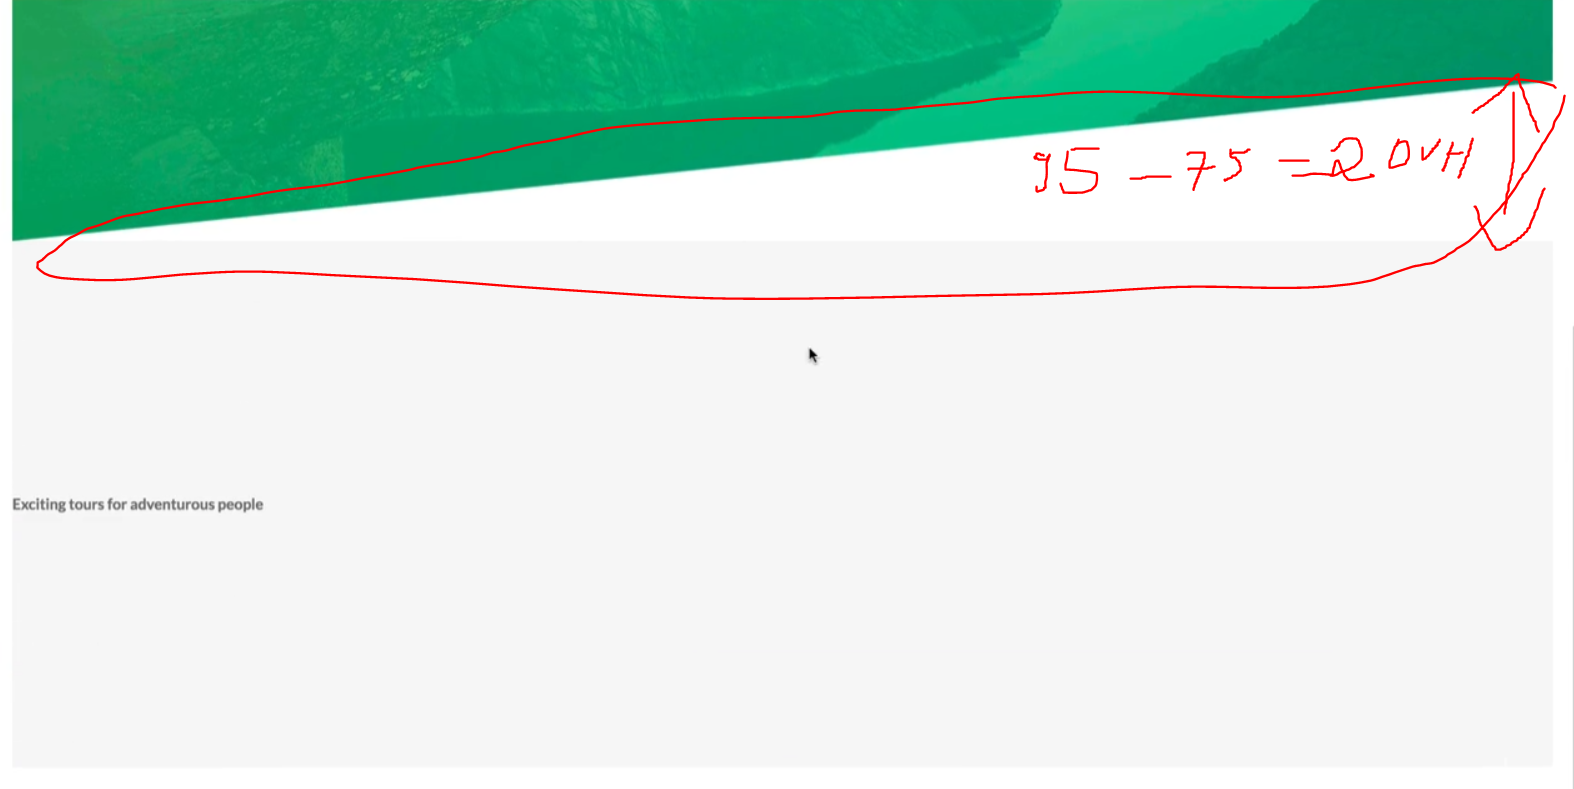 95 - 75 = 20VH
Exciting tours for adventurous people